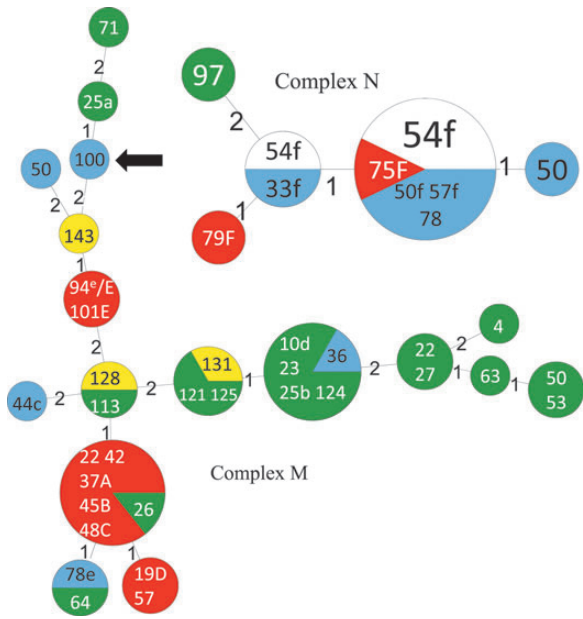 71
2
25a
1
100
50
2
2
143
1
94e/E
101E
2
128
113
2
44c
2
131
121 125
1
10d
23
25b 124
36
2
22
27
2
4
1
63
1
50
53
1
22 42
37A
45B
48C
26
Complex M
1
78e
64
1
19D
57
Complex N
97
2
54f
33f
1
79F
1
54f
75F
50f 57f
78
1
50